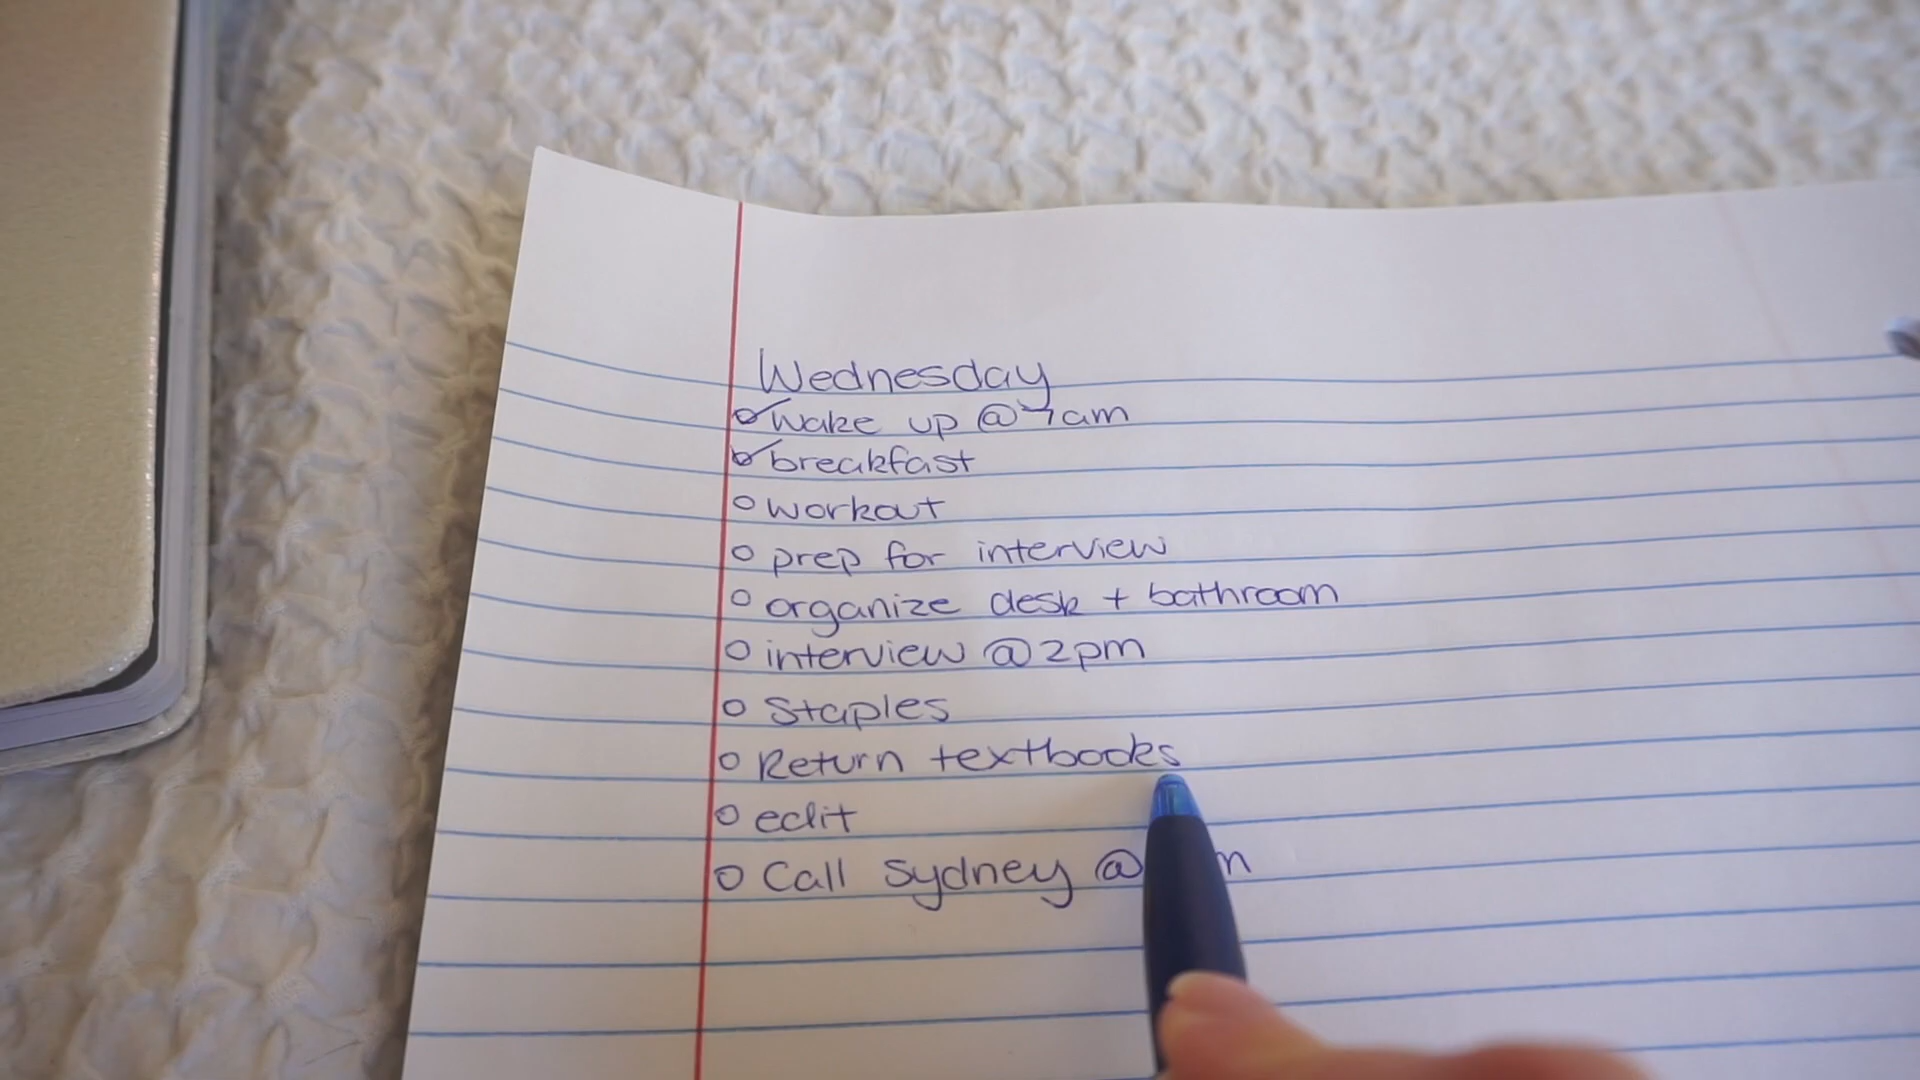 Wednesday
wake up @ 7am
breakfast
workout
prep for interview
organize desk + bathroom
interview @ 2pm
Staples
Return textbooks
edit
Call Sydney @